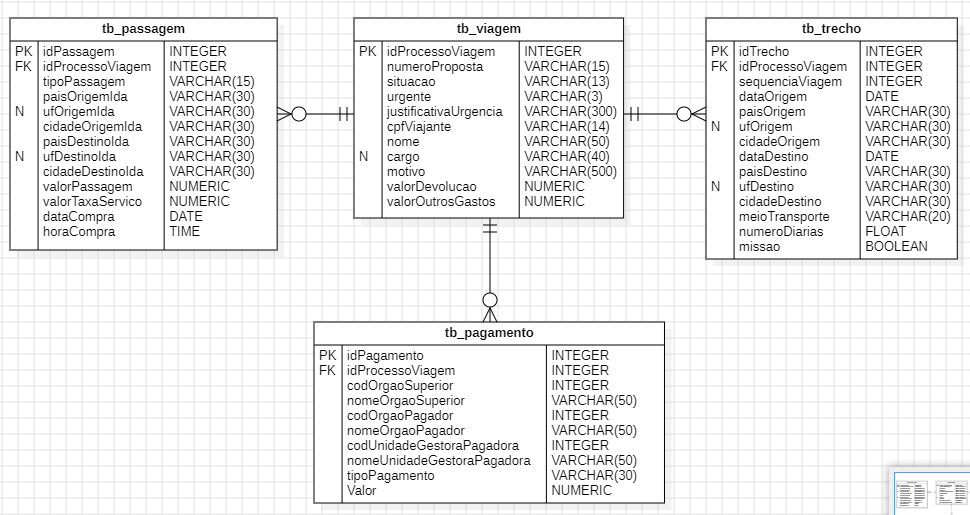 tb_passagem
PK idPassagem INTEGER
FK idProcessoViagem INTEGER
tipoPassagem VARCHAR(15)
paisOrigemIda VARCHAR(30)
N ufOrigemIda VARCHAR(30)
cidadeOrigemIda VARCHAR(30)
paisDestinoIda VARCHAR(30)
N ufDestinoIda VARCHAR(30)
cidadeDestinoIda VARCHAR(30)
valorPassagem NUMERIC
valorTaxaServico NUMERIC
dataCompra DATE
horaCompra TIME
tb_viagem
PK idProcessoViagem INTEGER
numeroProposta VARCHAR(15)
situacao VARCHAR(13)
urgente VARCHAR(3)
justificativaUrgencia VARCHAR(300)
cpfViajante VARCHAR(14)
nome VARCHAR(50)
N cargo VARCHAR(40)
motivo VARCHAR(500)
valorDevolucao NUMERIC
valorOutrosGastos NUMERIC
tb_trecho
PK idTrecho INTEGER
FK idProcessoViagem INTEGER
sequenciaViagem INTEGER
dataOrigem DATE
paisOrigem VARCHAR(30)
N ufOrigem VARCHAR(30)
cidadeOrigem VARCHAR(30)
dataDestino DATE
paisDestino VARCHAR(30)
N ufDestino VARCHAR(30)
cidadeDestino VARCHAR(30)
meioTransporte VARCHAR(20)
numeroDiarias FLOAT
missao BOOLEAN
tb_pagamento
PK idPagamento INTEGER
FK idProcessoViagem INTEGER
codOrgaoSuperior INTEGER
nomeOrgaoSuperior VARCHAR(50)
codOrgaoPagador INTEGER
nomeOrgaoPagador VARCHAR(50)
codUnidadeGestoraPagadora INTEGER
nomeUnidadeGestoraPagadora VARCHAR(50)
tipoPagamento VARCHAR(30)
Valor NUMERIC